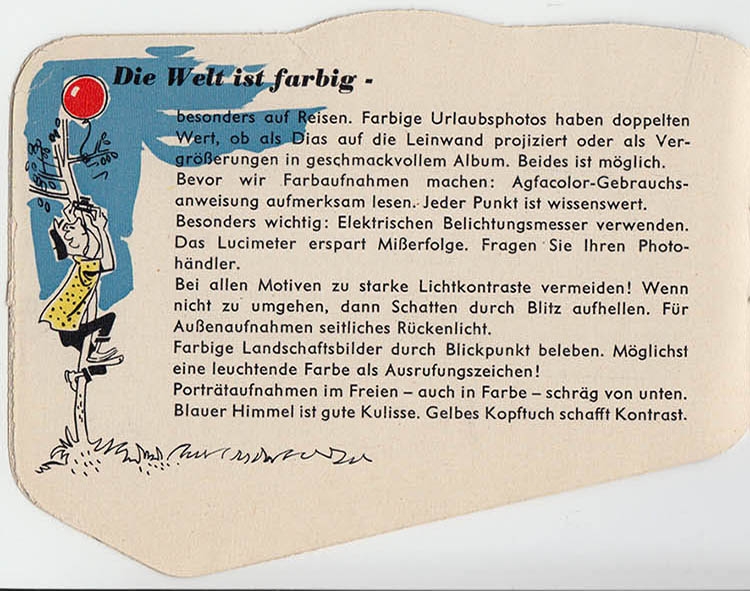 Die Welt ist farbig -
besonders auf Reisen. Farbige Urlaubsphotos haben doppelten
Wert, ob als Dias auf die Leinwand projiziert oder als Ver-
größerungen in geschmackvollem Album. Beides ist möglich.
Bevor wir Farbaufnahmen machen: Agfacolor-Gebrauchs-
anweisung aufmerksam lesen. Jeder Punkt ist wissenswert.
Besonders wichtig: Elektrischen Belichtungsmesser verwenden.
Das Lucimeter erspart Mißerfolge. Fragen Sie Ihren Photo-
händler.
Bei allen Motiven zu starke Lichtkontraste vermeiden! Wenn
nicht zu umgehen, dann Schatten durch Blitz aufhellen. Für
Außenaufnahmen seitliches Rückenlicht.
Farbige Landschaftsbilder durch Blickpunkt beleben. Möglichst
eine leuchtende Farbe als Ausrufungszeichen!
Porträtaufnahmen im Freien – auch in Farbe – schräg von unten.
Blauer Himmel ist gute Kulisse. Gelbes Kopftuch schafft Kontrast.